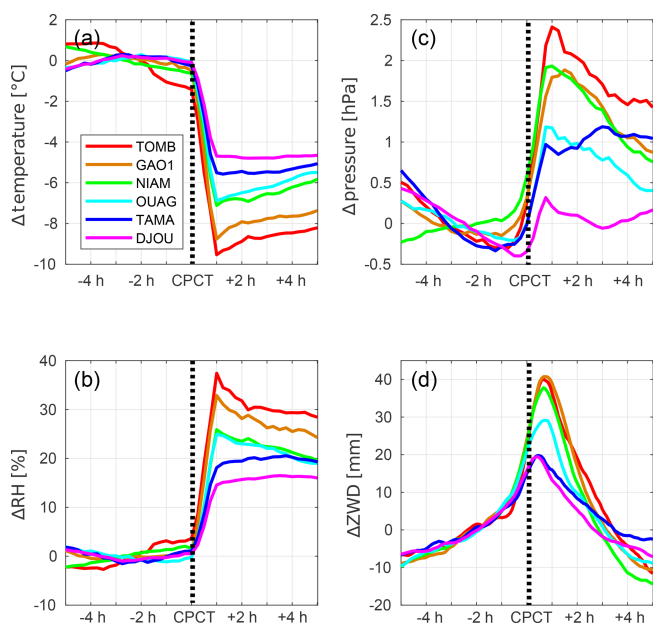 (a)
Δtemperature [°C]
2
0
-2
-4
-6
-8
-10
TOMB
GAO1
NIAM
OUAG
TAMA
DJOU
-4 h -2 h CPCT +2 h +4 h
(c)
Δpressure [hPa]
2.5
2
1.5
1
0.5
0
-0.5
-4 h -2 h CPCT +2 h +4 h
(b)
ΔRH [%]
40
30
20
10
0
-10
-4 h -2 h CPCT +2 h +4 h
(d)
ΔZWD [mm]
40
30
20
10
0
-10
-20
-4 h -2 h CPCT +2 h +4 h